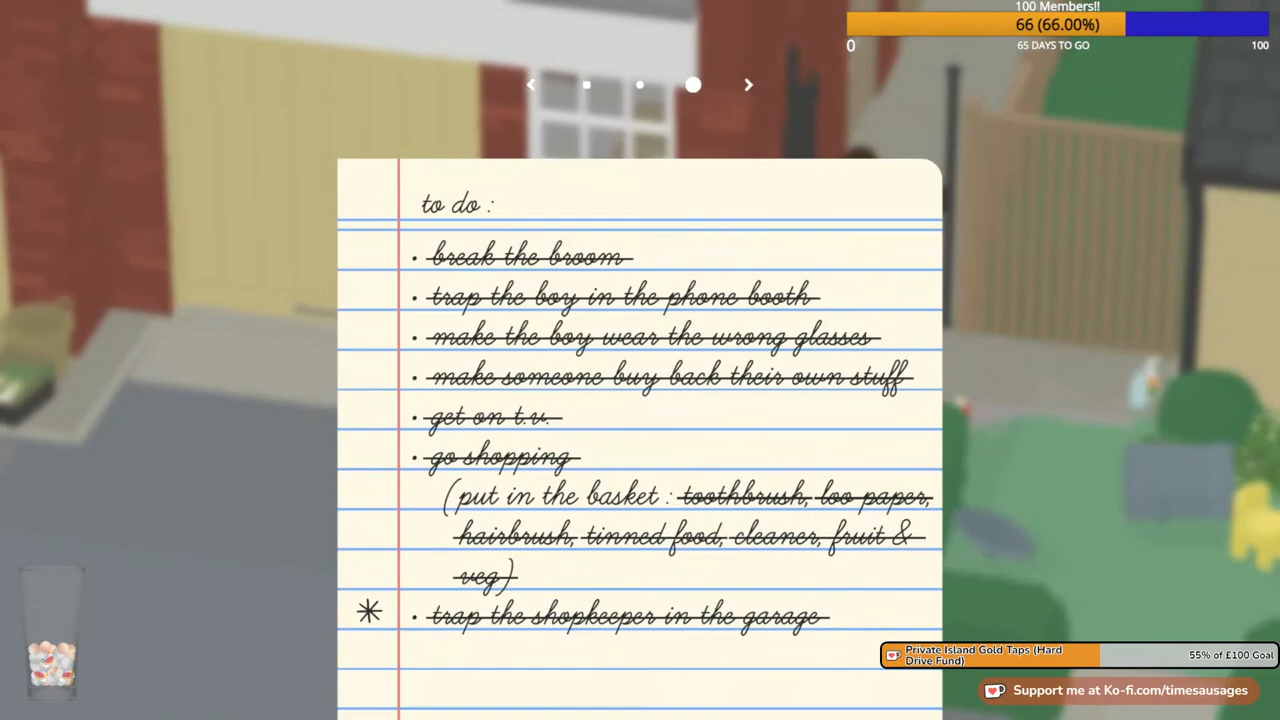 100 Members!!
66 (66.00%)
0
65 DAYS TO GO
100
to do :
• break the broom
• trap the boy in the phone booth
• make the boy wear the wrong glasses
• make someone buy back their own stuff
• get on t.v.
• go shopping
(put in the basket : toothbrush, loo paper,
hairbrush, tinned food, cleaner, fruit &
veg)
• trap the shopkeeper in the garage
Private Island Gold Taps (Hard
Drive Fund)
55% of £100 Goal
Support me at Ko-fi.com/timesausages